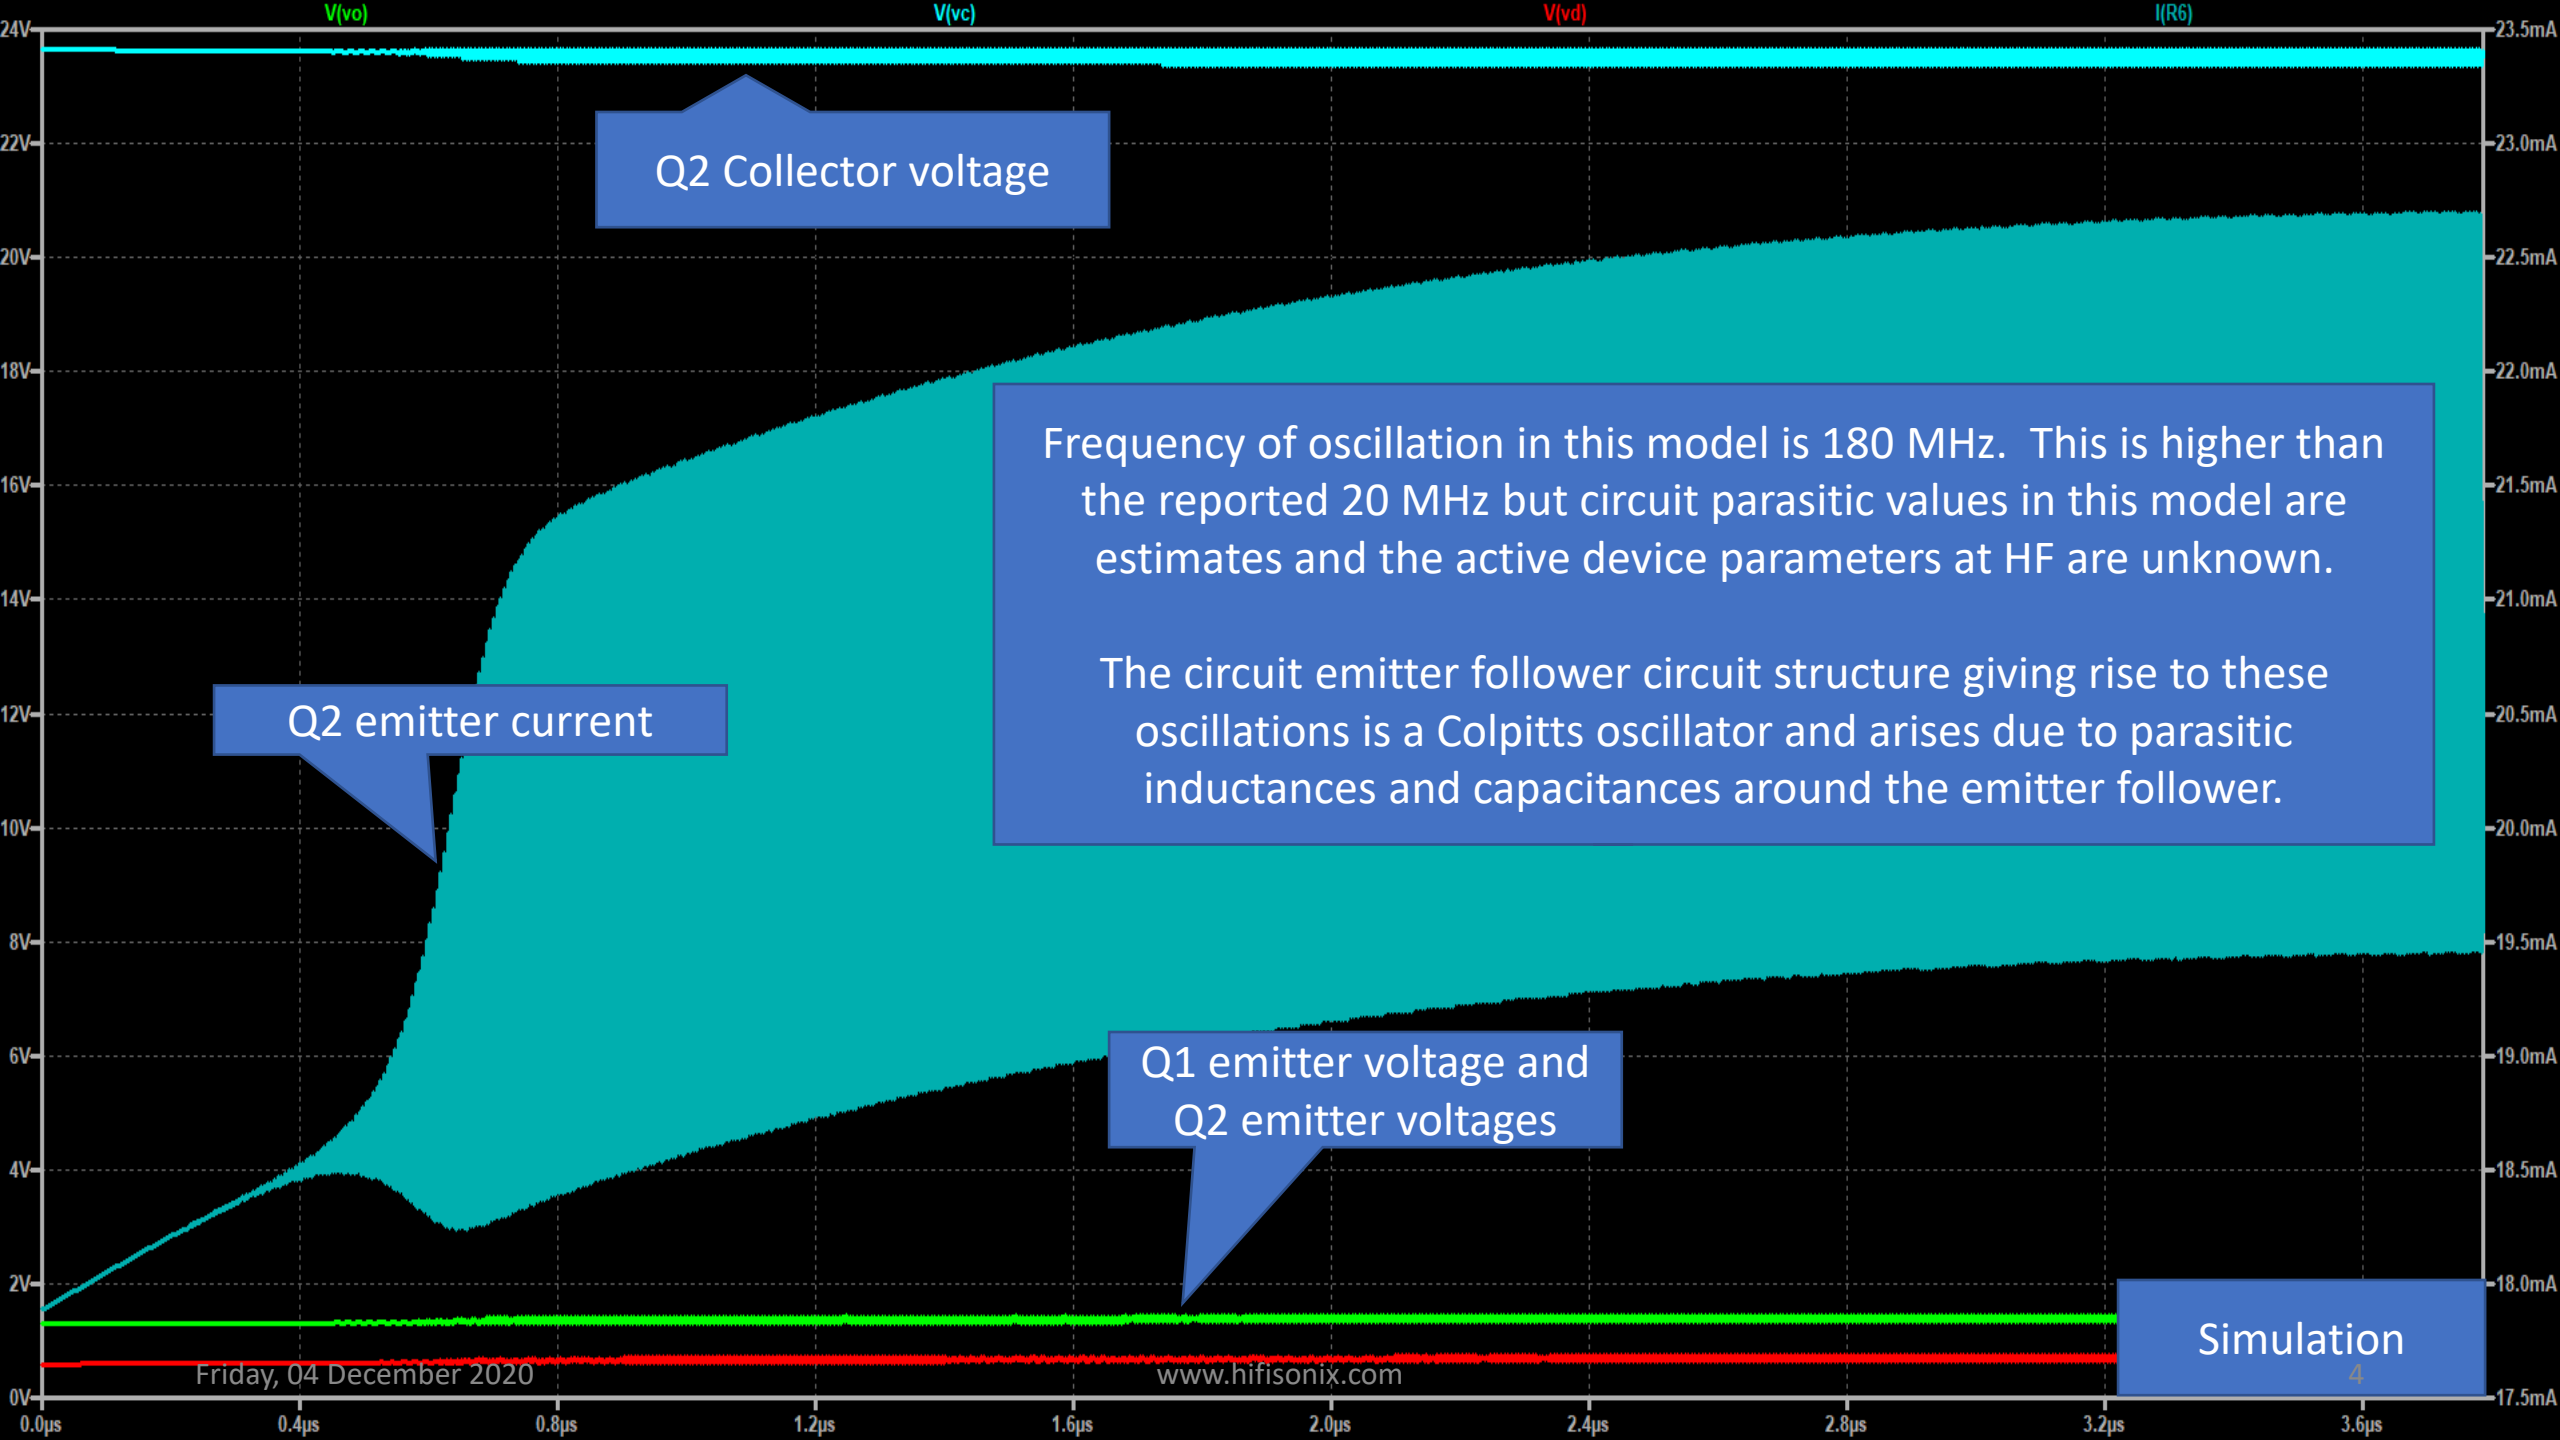 V(vo) V(vc) V(vd) I(R6)
24V
22V
20V
18V
16V
14V
12V
10V
8V
6V
4V
2V
0V
23.5mA
23.0mA
22.5mA
22.0mA
21.5mA
21.0mA
20.5mA
20.0mA
19.5mA
19.0mA
18.5mA
18.0mA
17.5mA
Q2 Collector voltage
Frequency of oscillation in this model is 180 MHz. This is higher than
the reported 20 MHz but circuit parasitic values in this model are
estimates and the active device parameters at HF are unknown.
The circuit emitter follower circuit structure giving rise to these
oscillations is a Colpitts oscillator and arises due to parasitic
inductances and capacitances around the emitter follower.
Q2 emitter current
Q1 emitter voltage and
Q2 emitter voltages
Simulation
Friday, 04 December 2020
www.hifisonix.com
4
0.0µs 0.4µs 0.8µs 1.2µs 1.6µs 2.0µs 2.4µs 2.8µs 3.2µs 3.6µs